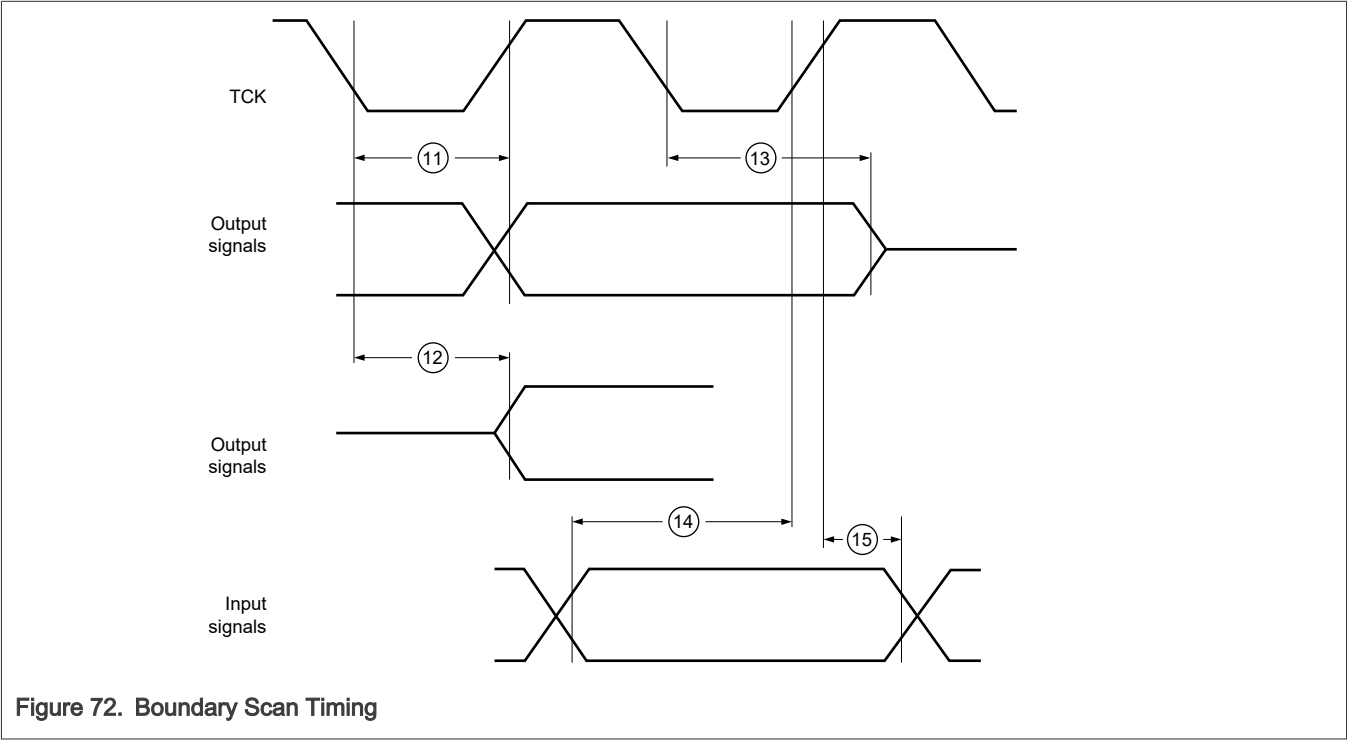 TCK
11
13
Output
signals
12
Output
signals
14
15
Input
signals
Figure 72. Boundary Scan Timing